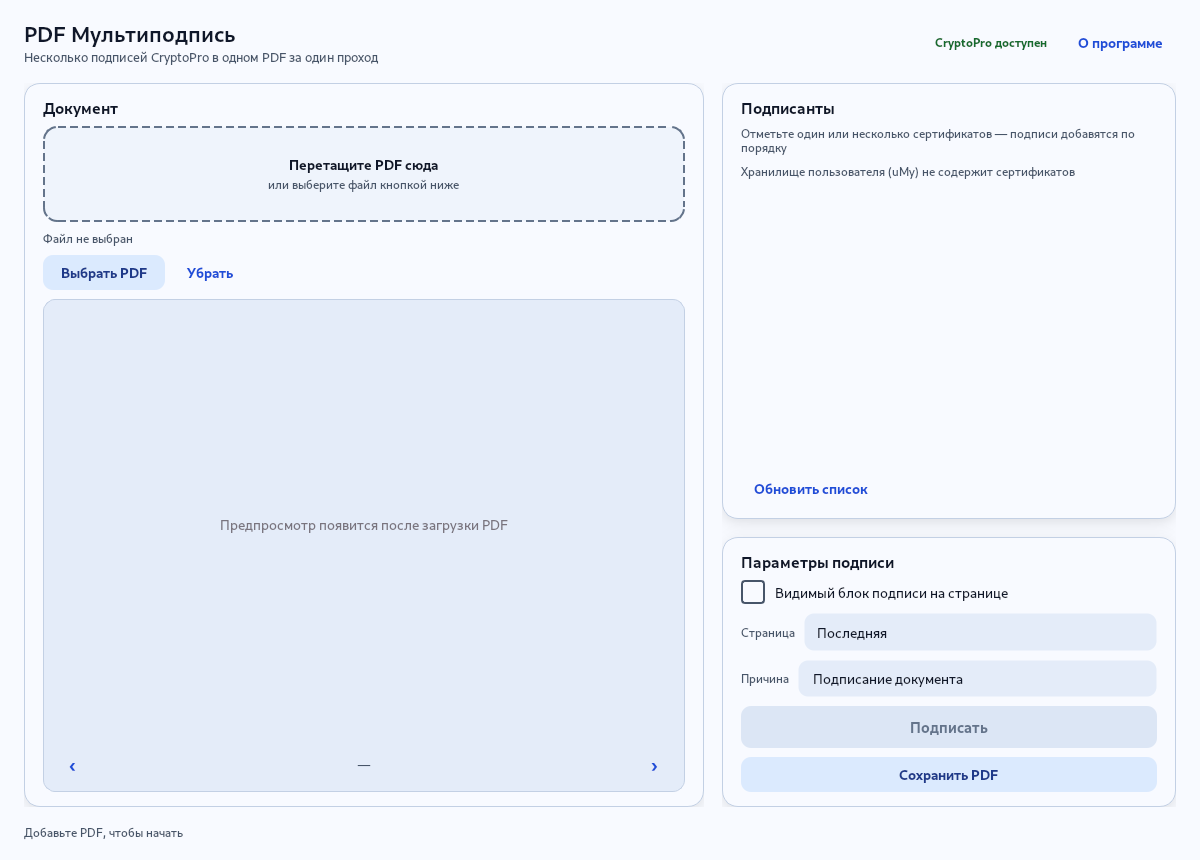 PDF Мультиподпись
Несколько подписей CryptoPro в одном PDF за один проход
CryptoPro доступен
О программе
Документ
Перетащите PDF сюда
или выберите файл кнопкой ниже
Файл не выбран
Выбрать PDF
Убрать
Предпросмотр появится после загрузки PDF
‹
—
›
Подписанты
Отметьте один или несколько сертификатов — подписи добавятся по
порядку
Хранилище пользователя (uMy) не содержит сертификатов
Обновить список
Параметры подписи
Видимый блок подписи на странице
Страница
Последняя
Причина
Подписание документа
Подписать
Сохранить PDF
Добавьте PDF, чтобы начать